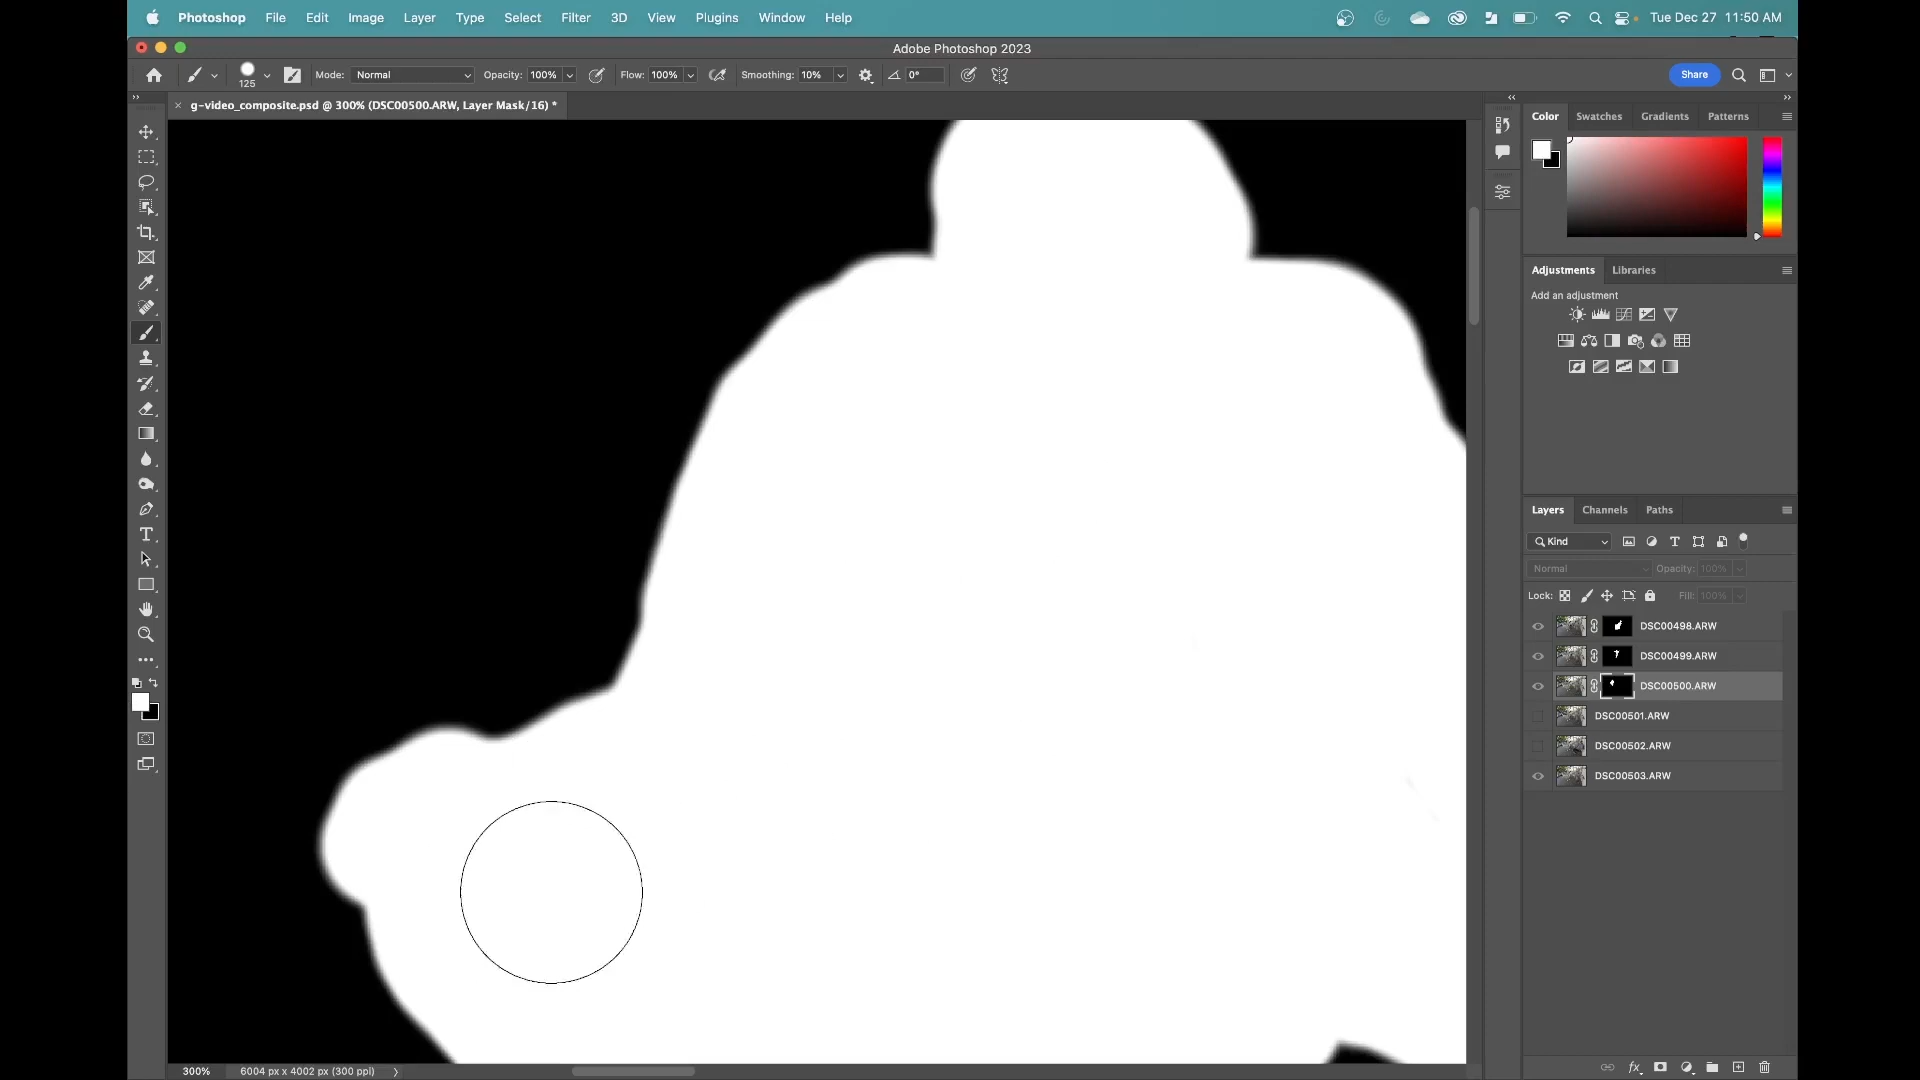 Photoshop File Edit Image Layer Type Select Filter 3D View Plugins Window Help Tue Dec 27 11:50 AM
Adobe Photoshop 2023
125 Mode: Normal Opacity: 100% Flow: 100% Smoothing: 10% 0° Share
× g-video_composite.psd @ 300% (DSC00500.ARW, Layer Mask/16) *
Color Swatches Gradients Patterns
Adjustments Libraries
Add an adjustment
Layers Channels Paths
Kind
Normal Opacity: 100%
Lock: Fill: 100%
DSC00498.ARW
DSC00499.ARW
DSC00500.ARW
DSC00501.ARW
DSC00502.ARW
DSC00503.ARW
300% 6004 px x 4002 px (300 ppi)